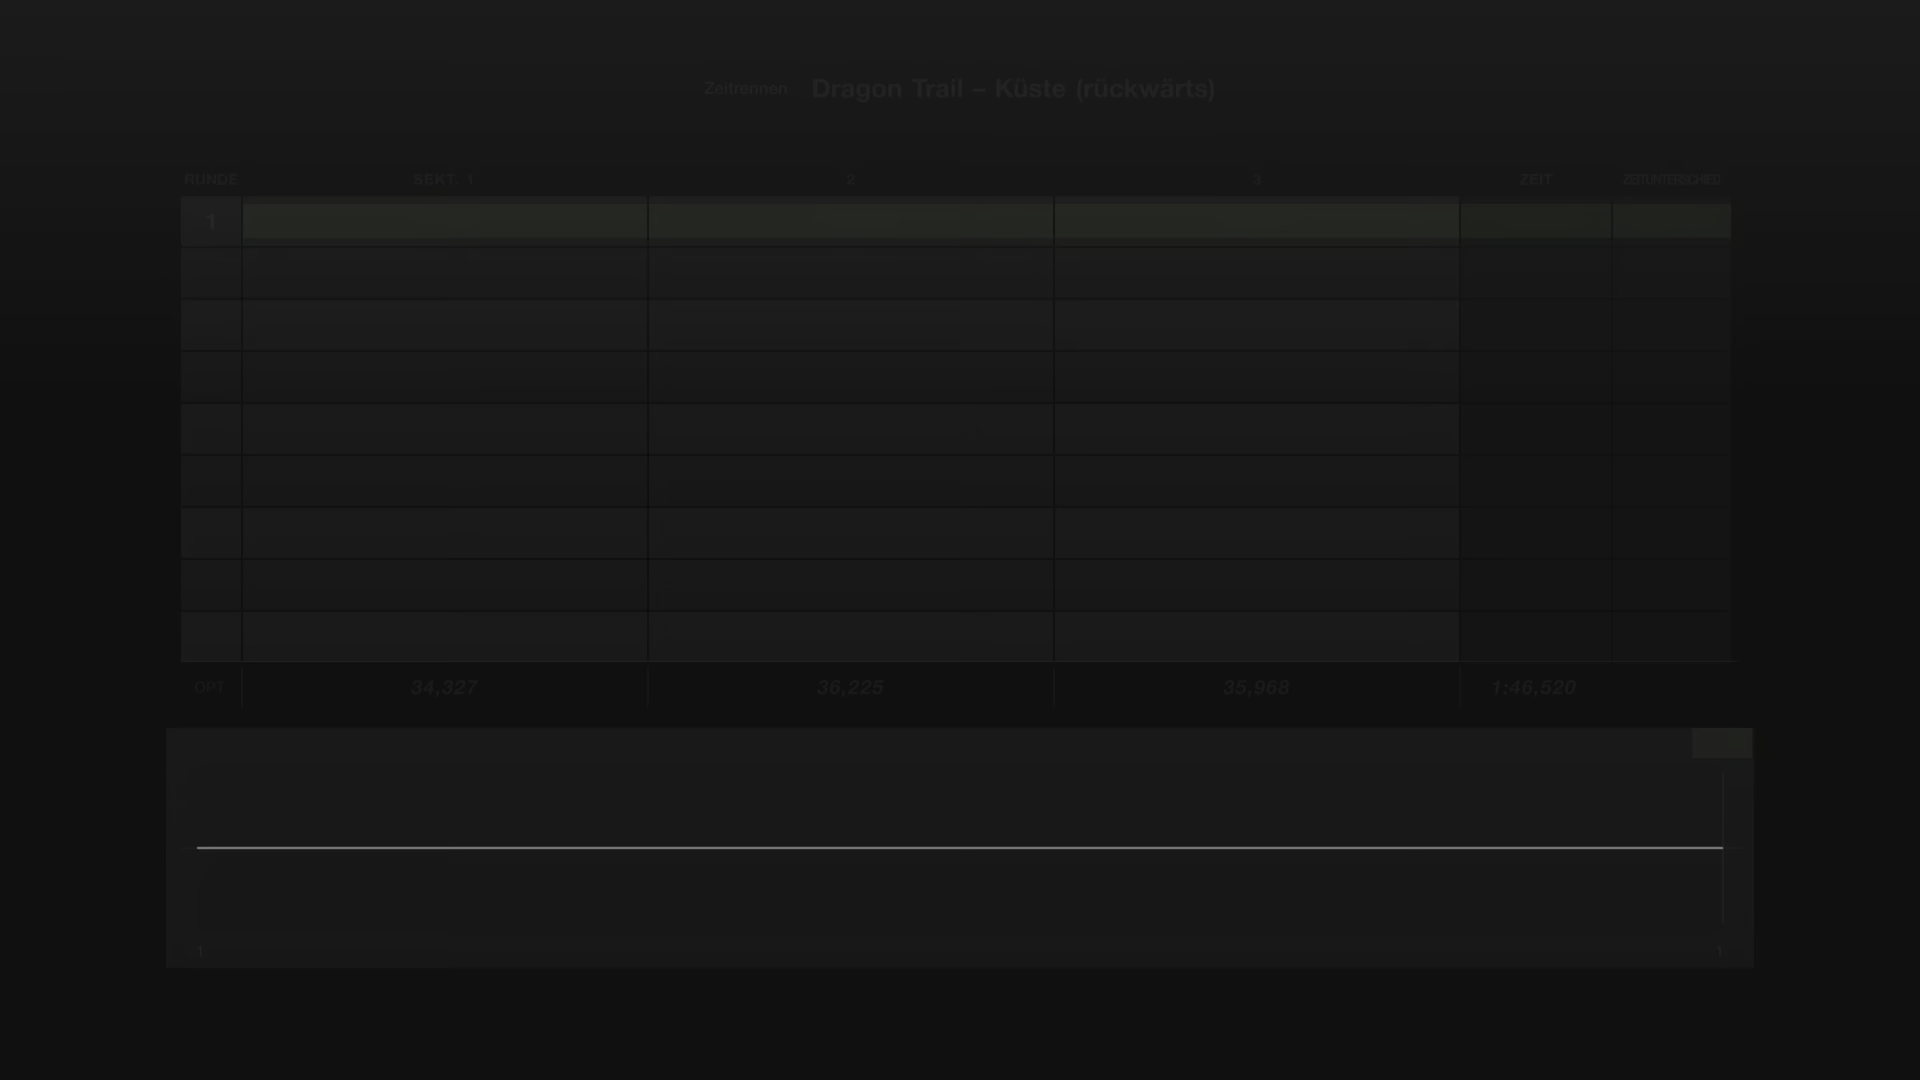 Zeitrennen Dragon Trail – Küste (rückwärts)
RUNDE SEKT. 1 2 3 ZEIT ZEITUNTERSCHIED
1
OPT 34,327 36,225 35,968 1:46,520
1 1